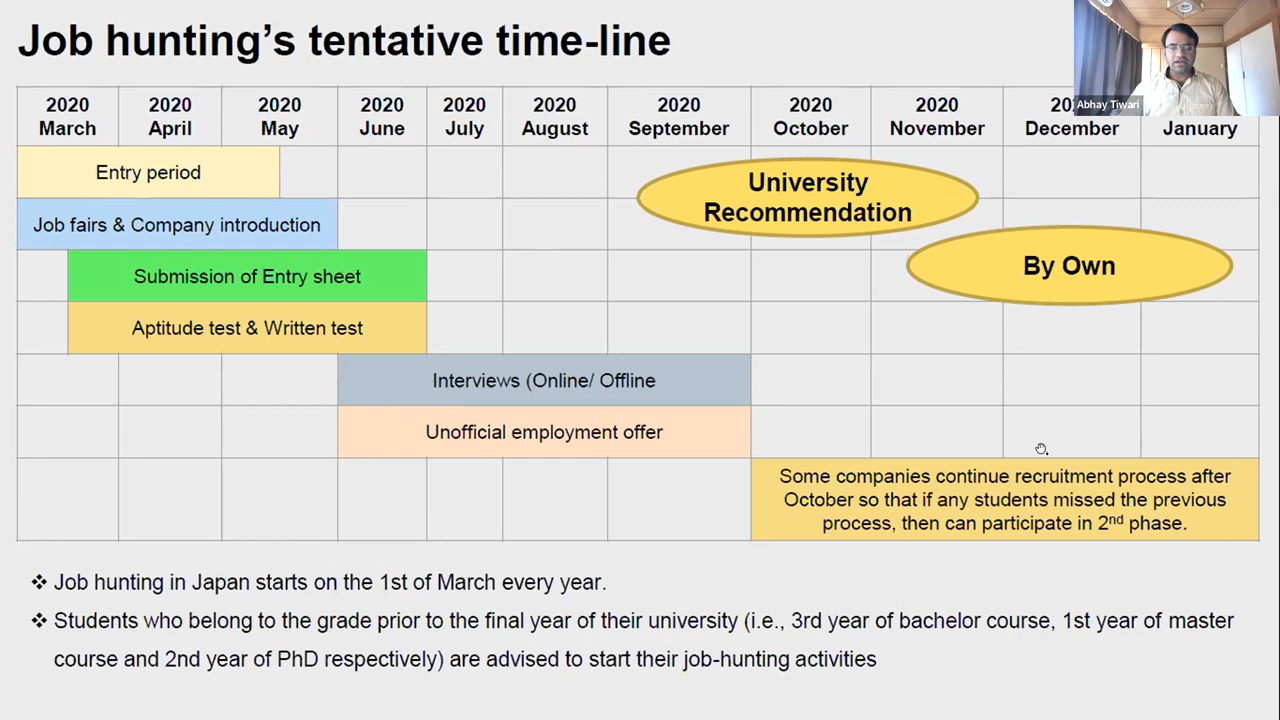 Job hunting's tentative time-line
Abhay Tiwari
2020 2020 2020 2020 2020 2020 2020 2020 2020
March April May June July August September October November December January
Entry period
University
Recommendation
Job fairs & Company introduction
By Own
Submission of Entry sheet
Aptitude test & Written test
Interviews (Online/ Offline
Unofficial employment offer
Some companies continue recruitment process after
October so that if any students missed the previous
process, then can participate in 2nd phase.
❖ Job hunting in Japan starts on the 1st of March every year.
❖ Students who belong to the grade prior to the final year of their university (i.e., 3rd year of bachelor course, 1st year of master
course and 2nd year of PhD respectively) are advised to start their job-hunting activities